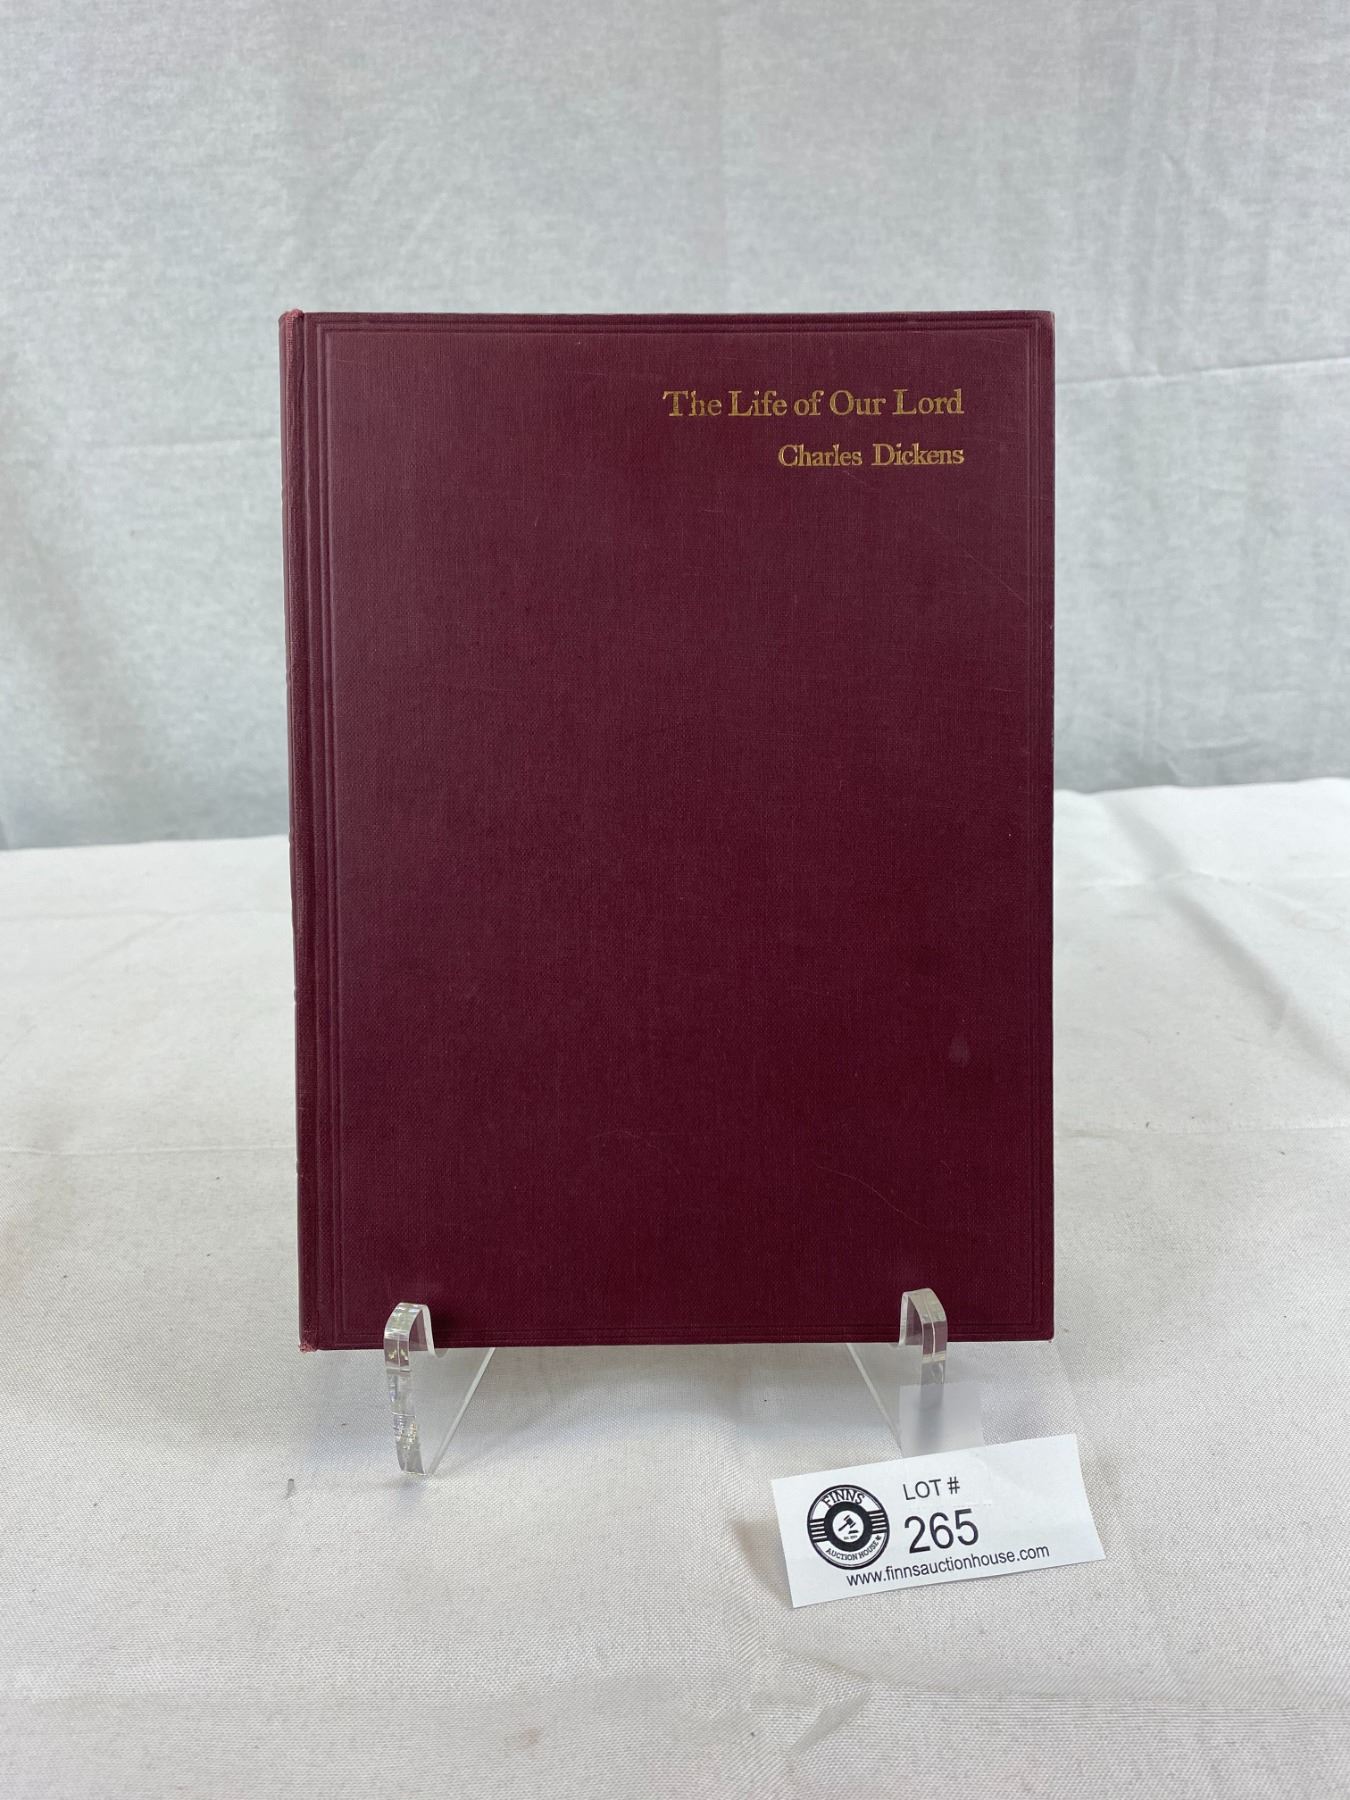 The Life of Our Lord
Charles Dickens
FINNS
AUCTION HOUSE
LOT #
265
www.finnsauctionhouse.com